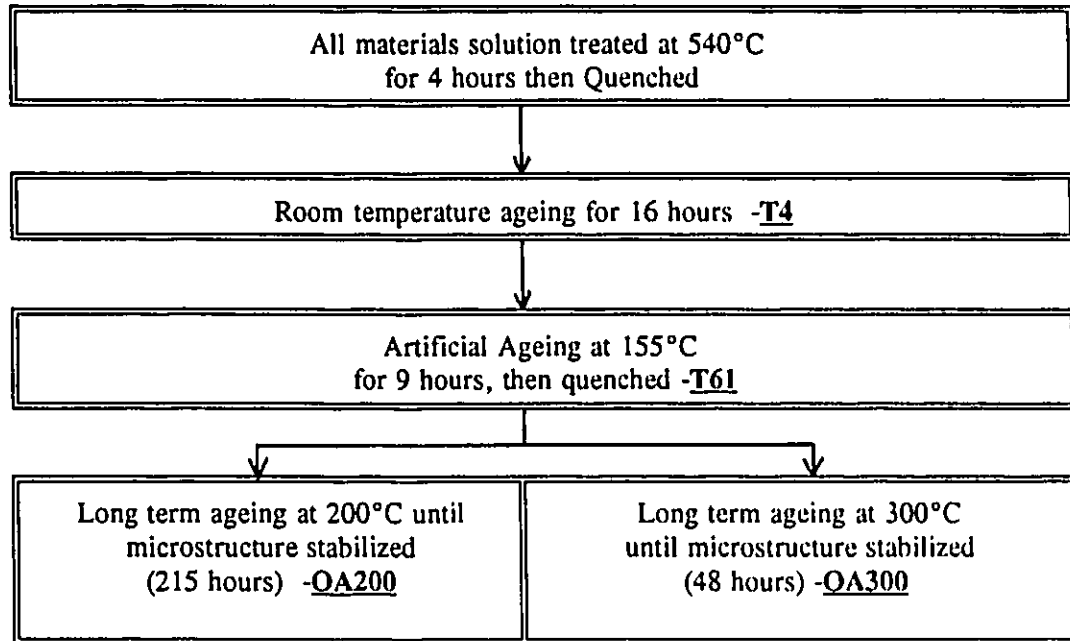 All materials solution treated at 540°C
for 4 hours then Quenched
Room temperature ageing for 16 hours -T4
Artificial Ageing at 155°C
for 9 hours, then quenched -T61
Long term ageing at 200°C until
microstructure stabilized
(215 hours) -OA200
Long term ageing at 300°C
until microstructure stabilized
(48 hours) -OA300